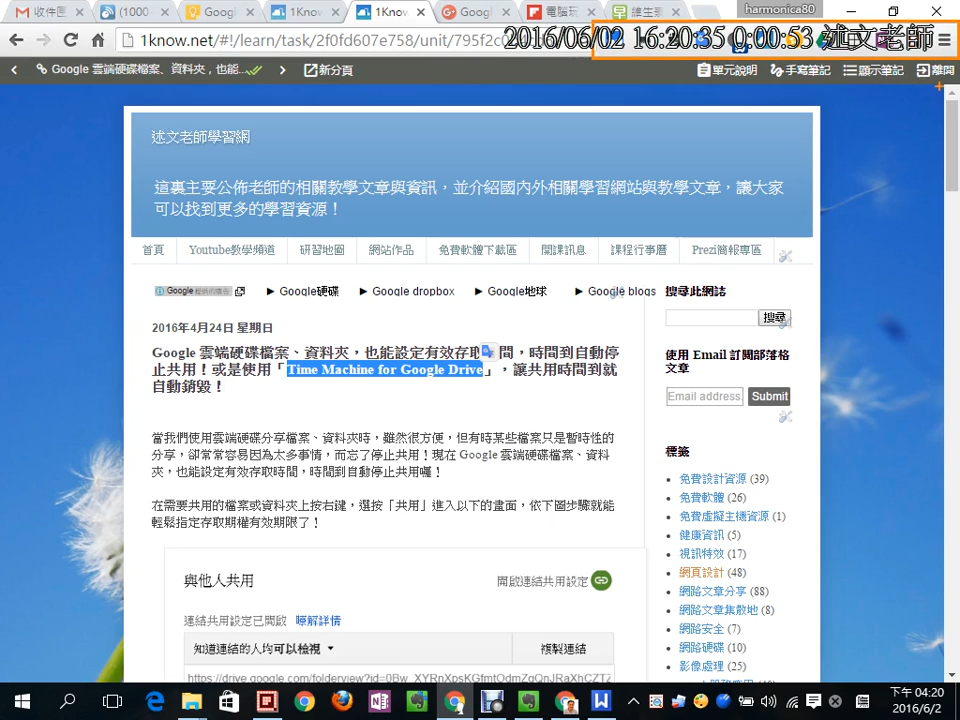 收件匣
(1000
Googl
1Know
1Know
Googl
電腦玩
維生素
harmonica80
1know.net/#!/learn/task/2f0fd607e758/unit/795f2c
2016/06/02 16:20:35 0:00:53 述文老師
Google 雲端硬碟檔案、資料夾，也能...
新分頁
單元說明
手寫筆記
顯示筆記
離開
述文老師學習網
這裏主要公佈老師的相關教學文章與資訊，並介紹國內外相關學習網站與教學文章，讓大家
可以找到更多的學習資源！
首頁
Youtube教學頻道
研習地圖
網站作品
免費軟體下載區
開課訊息
課程行事曆
Prezi簡報專區
Google 提供的廣告
► Google硬碟
► Google dropbox
► Google地球
► Google blogs
2016年4月24日 星期日
Google 雲端硬碟檔案、資料夾，也能設定有效存取 間，時間到自動停
止共用！或是使用「Time Machine for Google Drive」，讓共用時間到就
自動銷毀！
當我們使用雲端硬碟分享檔案、資料夾時，雖然很方便，但有時某些檔案只是暫時性的
分享，卻常常容易因為太多事情，而忘了停止共用！現在 Google 雲端硬碟檔案、資料
夾，也能設定有效存取時間，時間到自動停止共用囉！
在需要共用的檔案或資料夾上按右鍵，選按「共用」進入以下的畫面，依下圖步驟就能
輕鬆指定存取期權有效期限了！
與他人共用
開啟連結共用設定
連結共用設定已開啟 瞭解詳情
知道連結的人均可以檢視
複製連結
https://drive.google.com/folderview?id=0Bw_XYRnXpsKGfmtOdmZqQnJRaXhCZTZ
搜尋此網誌
搜尋
使用 Email 訂閱部落格
文章
Email address
Submit
標籤
免費設計資源 (39)
免費軟體 (26)
免費虛擬主機資源 (1)
健康資訊 (5)
視訊特效 (17)
網頁設計 (48)
網路文章分享 (88)
網路文章集散地 (8)
網路安全 (7)
網路硬碟 (10)
影像處理 (25)
下午 04:20
2016/6/2